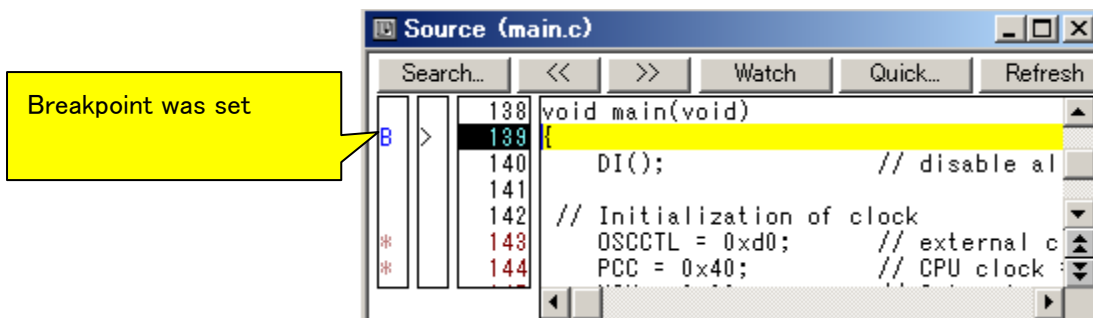 Source (main.c)
Search... << >> Watch Quick... Refresh
Breakpoint was set
138 void main(void)
B > 139 {
140 DI(); // disable al
141
142 // Initialization of clock
* 143 OSCCTL = 0xd0; // external c
* 144 PCC = 0x40; // CPU clock